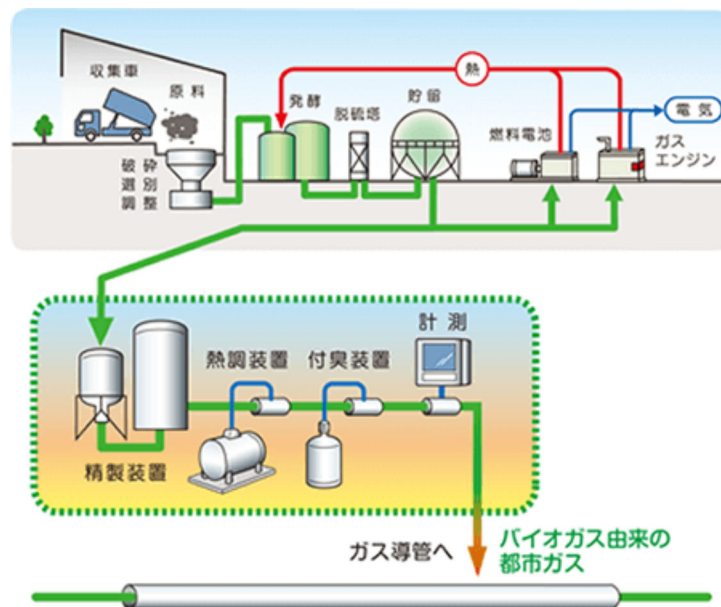 収集車
原料
破砕
選別
調整
発酵
脱硫塔
貯留
熱
燃料電池
電気
ガス
エンジン
精製装置
熱調装置
付臭装置
計測
ガス導管へ
バイオガス由来の
都市ガス